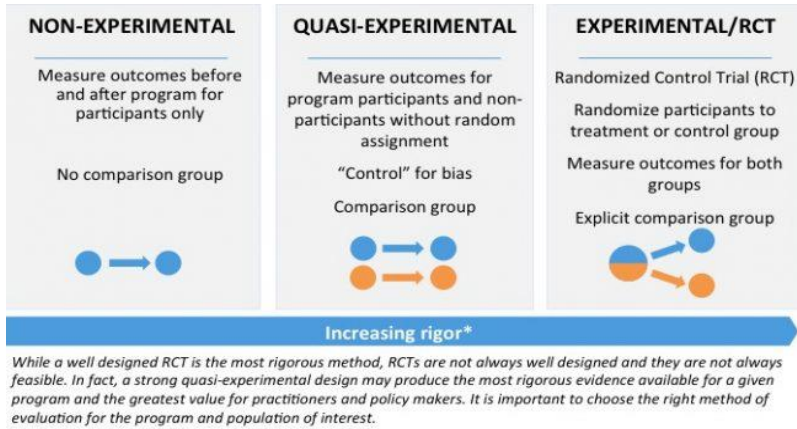 NON-EXPERIMENTAL
Measure outcomes before
and after program for
participants only
No comparison group
QUASI-EXPERIMENTAL
Measure outcomes for
program participants and non-
participants without random
assignment
“Control” for bias
Comparison group
EXPERIMENTAL/RCT
Randomized Control Trial (RCT)
Randomize participants to
treatment or control group
Measure outcomes for both
groups
Explicit comparison group
Increasing rigor*
While a well designed RCT is the most rigorous method, RCTs are not always well designed and they are not always
feasible. In fact, a strong quasi-experimental design may produce the most rigorous evidence available for a given
program and the greatest value for practitioners and policy makers. It is important to choose the right method of
evaluation for the program and population of interest.